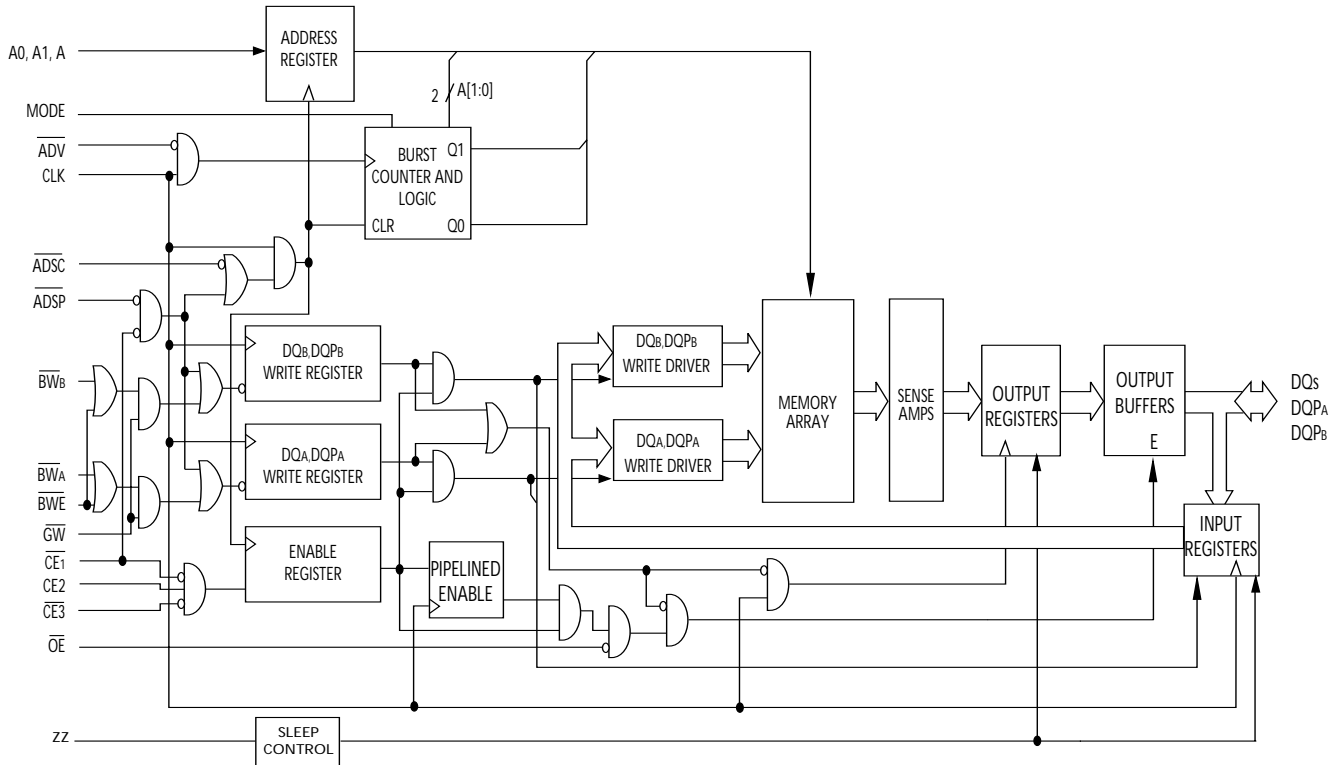 A0, A1, A
ADDRESS
REGISTER
MODE
2
A[1:0]
ADV
CLK
BURST
COUNTER AND
LOGIC
Q1
CLR
Q0
ADSC
ADSP
DQB,DQPB
WRITE REGISTER
DQB,DQPB
WRITE DRIVER
MEMORY
ARRAY
SENSE
AMPS
OUTPUT
REGISTERS
OUTPUT
BUFFERS
E
DQs
DQPA
DQPB
BWB
BWA
BWE
DQA,DQPA
WRITE REGISTER
DQA,DQPA
WRITE DRIVER
GW
CE1
CE2
CE3
ENABLE
REGISTER
PIPELINED
ENABLE
INPUT
REGISTERS
OE
ZZ
SLEEP
CONTROL